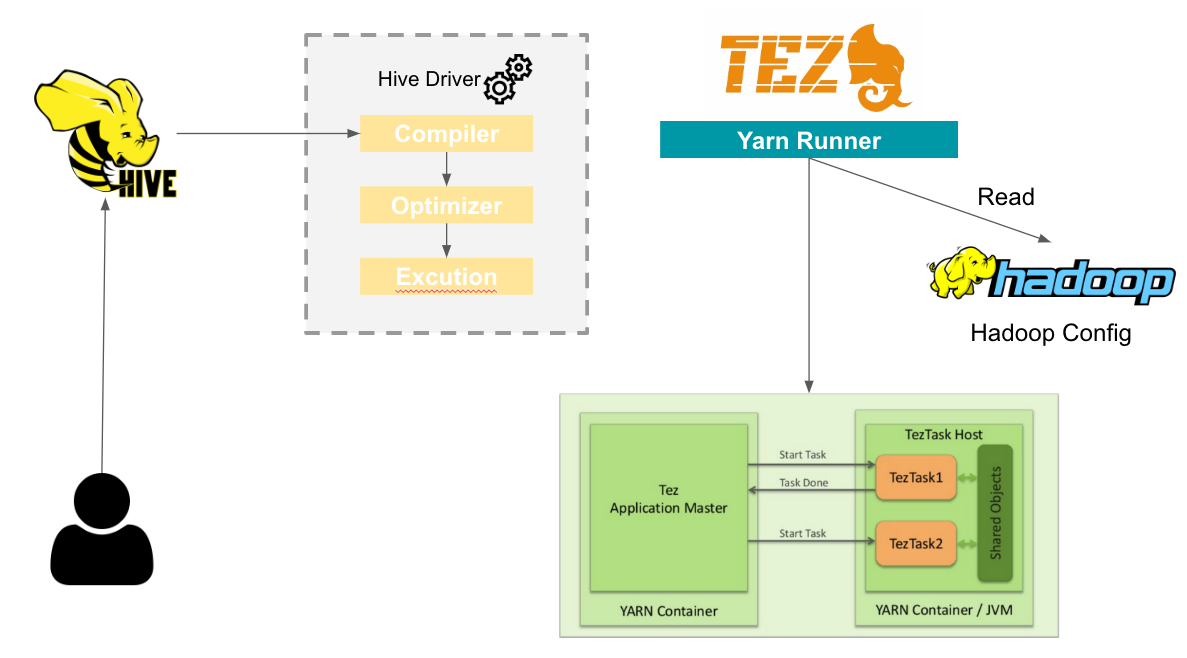 HIVE
Hive Driver
Compiler
Optimizer
Excution
TEZ
Yarn Runner
Read
hadoop
Hadoop Config
TezTask Host
Start Task
TezTask1
Task Done
Tez
Application Master
Start Task
TezTask2
Shared Objects
YARN Container
YARN Container / JVM